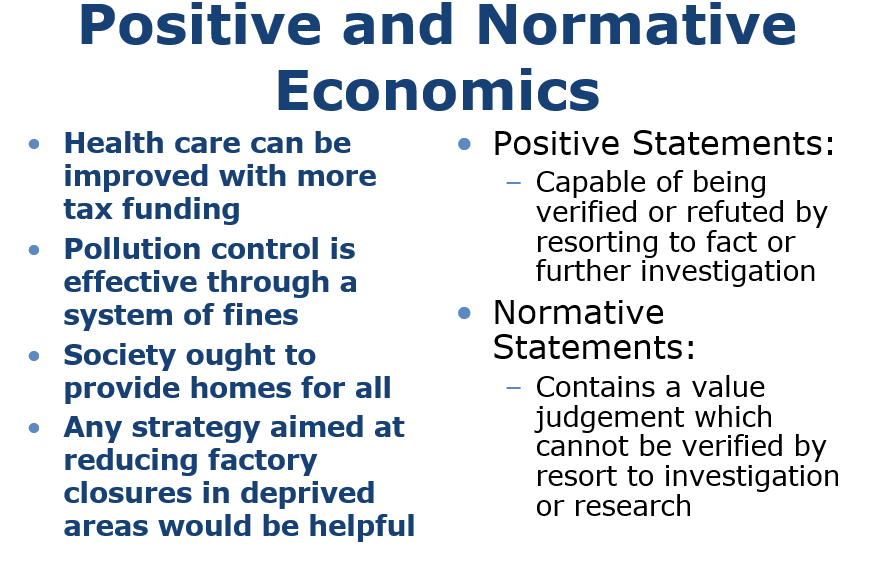 Positive and Normative
Economics
• Health care can be
improved with more
tax funding
• Pollution control is
effective through a
system of fines
• Society ought to
provide homes for all
• Any strategy aimed at
reducing factory
closures in deprived
areas would be helpful
• Positive Statements:
– Capable of being
verified or refuted by
resorting to fact or
further investigation
• Normative
Statements:
– Contains a value
judgement which
cannot be verified by
resort to investigation
or research